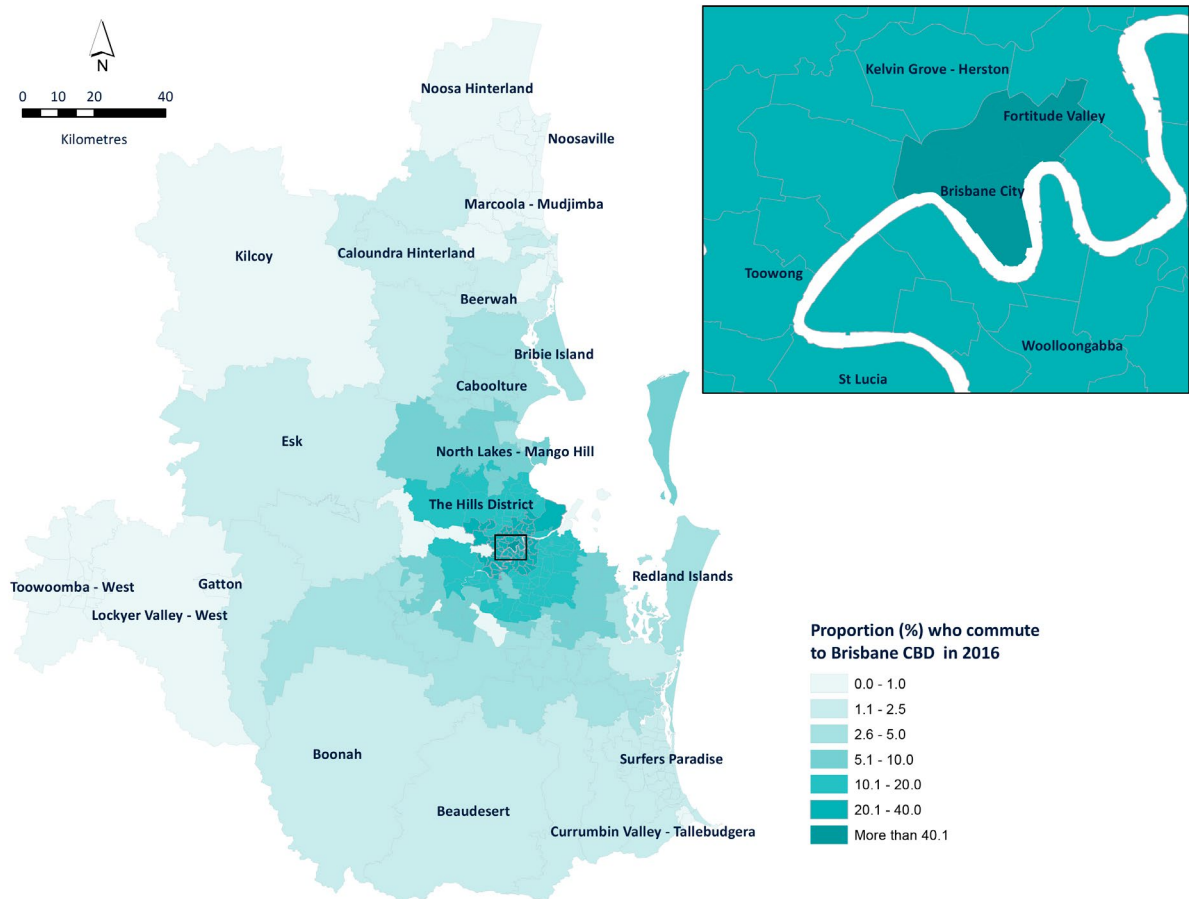 N
0 10 20 40
Kilometres
Noosa Hinterland
Noosaville
Marcoola - Mudjimba
Kilcoy
Caloundra Hinterland
Beerwah
Bribie Island
Caboolture
Esk
North Lakes - Mango Hill
The Hills District
Toowoomba - West
Gatton
Redland Islands
Lockyer Valley - West
Boonah
Surfers Paradise
Beaudesert
Currumbin Valley - Tallebudgera
Kelvin Grove - Herston
Fortitude Valley
Brisbane City
Toowong
Woolloongabba
St Lucia
Proportion (%) who commute
to Brisbane CBD in 2016
0.0 - 1.0
1.1 - 2.5
2.6 - 5.0
5.1 - 10.0
10.1 - 20.0
20.1 - 40.0
More than 40.1